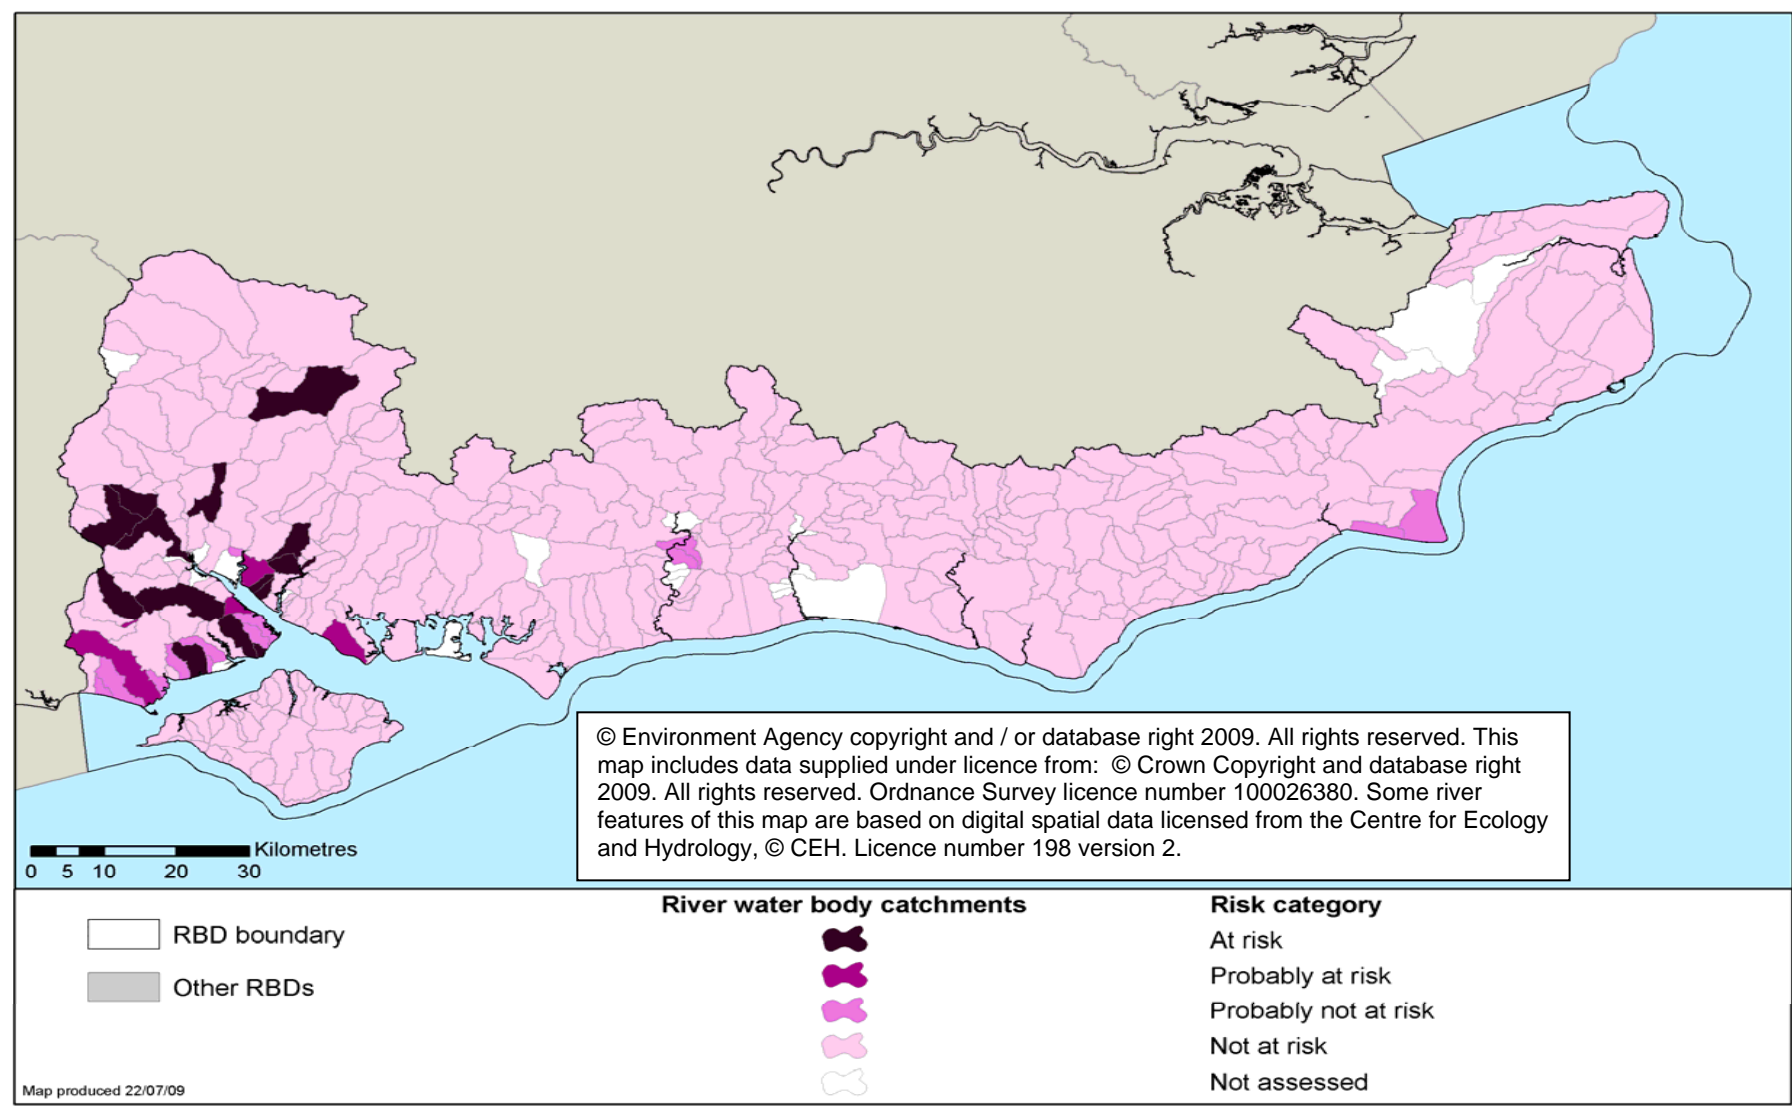 © Environment Agency copyright and / or database right 2009. All rights reserved. This
map includes data supplied under licence from:  © Crown Copyright and database right
2009. All rights reserved. Ordnance Survey licence number 100026380. Some river
features of this map are based on digital spatial data licensed from the Centre for Ecology
and Hydrology, © CEH. Licence number 198 version 2.
Kilometres
0 5 10 20 30
RBD boundary
Other RBDs
River water body catchments
Risk category
At risk
Probably at risk
Probably not at risk
Not at risk
Not assessed
Map produced 22/07/09